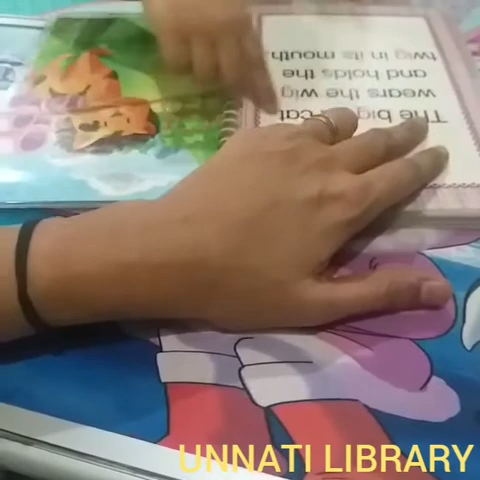 The big cat
wears the wig
and holds the
twig in its mouth.
UNNATI LIBRARY